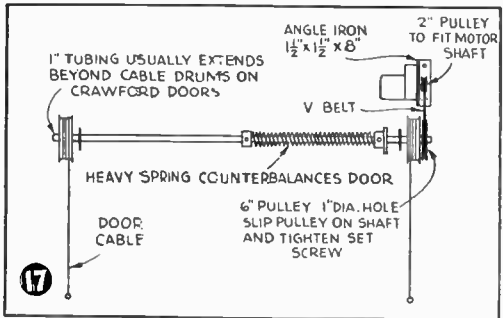 ANGLE IRON
1½"x1½"x8"
2" PULLEY
TO FIT MOTOR
SHAFT
1" TUBING USUALLY EXTENDS
BEYOND CABLE DRUMS ON
CRAWFORD DOORS
V BELT
HEAVY SPRING COUNTERBALANCES DOOR
6" PULLEY 1" DIA. HOLE
SLIP PULLEY ON SHAFT
AND TIGHTEN SET
SCREW
DOOR
CABLE
17